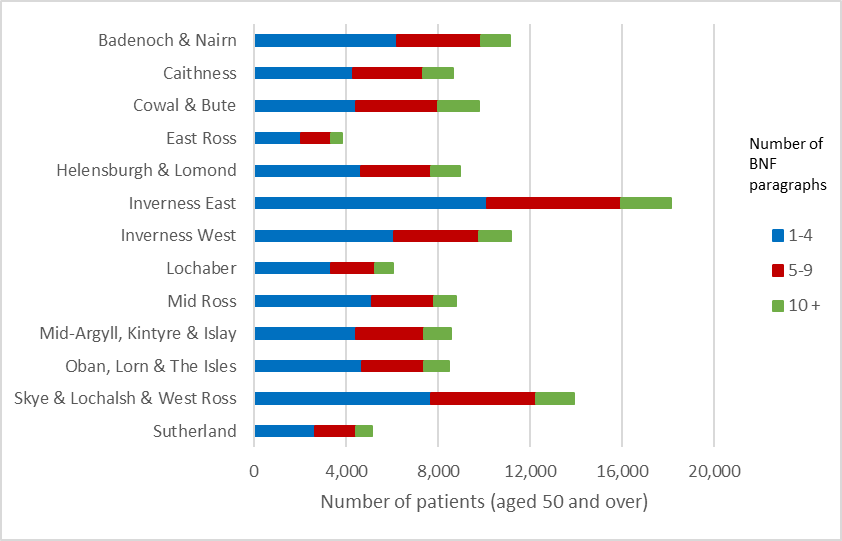 Badenoch & Nairn
Caithness
Cowal & Bute
East Ross
Helensburgh & Lomond
Inverness East
Inverness West
Lochaber
Mid Ross
Mid-Argyll, Kintyre & Islay
Oban, Lorn & The Isles
Skye & Lochalsh & West Ross
Sutherland
0 4,000 8,000 12,000 16,000 20,000
Number of patients (aged 50 and over)
Number of
BNF
paragraphs
1-4
5-9
10 +